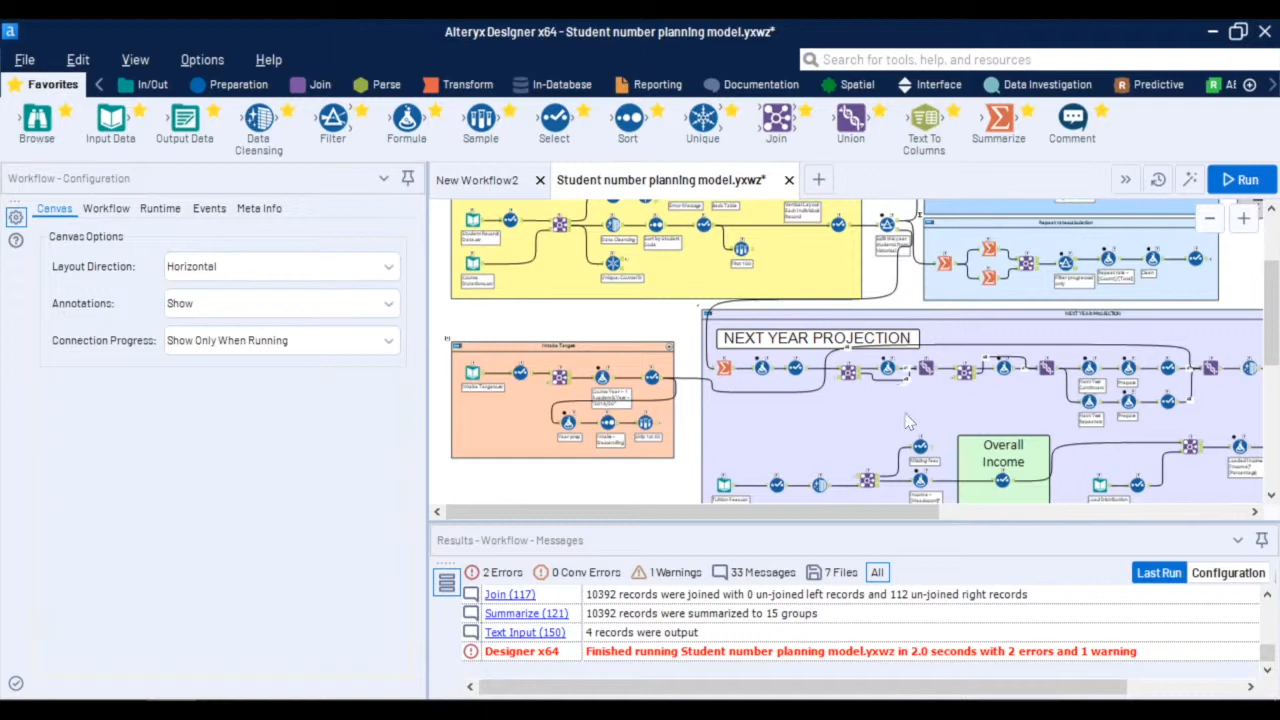 Alteryx Designer x64 - Student number planning model.yxwz*
File Edit View Options Help
Search for tools, help, and resources
Favorites In/Out Preparation Join Parse Transform In-Database Reporting Documentation Spatial Interface Data Investigation Predictive
Browse Input Data Output Data Data Cleansing Filter Formula Sample Select Sort Unique Join Union Text To Columns Summarize Comment
Workflow - Configuration
New Workflow2
Student number planning model.yxwz*
Run
Canvas Workflow Runtime Events Meta Info
Canvas Options
Layout Direction: Horizontal
Annotations: Show
Connection Progress: Show Only When Running
Intake Target
NEXT YEAR PROJECTION
Overall
Income
Results - Workflow - Messages
2 Errors 0 Conv Errors 1 Warnings 33 Messages 7 Files All Last Run Configuration
Join (117) 10392 records were joined with 0 un-joined left records and 112 un-joined right records
Summarize (121) 10392 records were summarized to 15 groups
Text Input (150) 4 records were output
Designer x64 Finished running Student number planning model.yxwz in 2.0 seconds with 2 errors and 1 warning